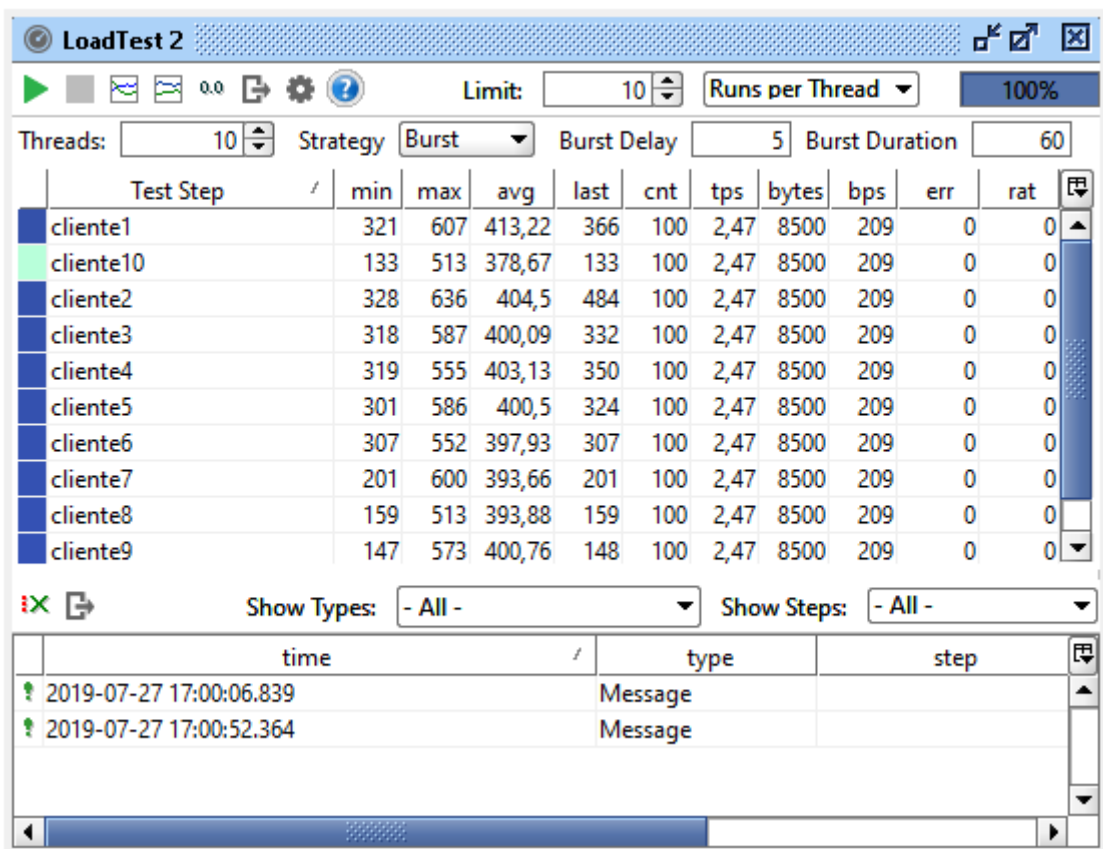 LoadTest 2
0.0 ? Limit: 10 Runs per Thread 100%
Threads: 10 Strategy Burst Burst Delay 5 Burst Duration 60
Test Step min max avg last cnt tps bytes bps err rat
cliente1 321 607 413,22 366 100 2,47 8500 209 0 0
cliente10 133 513 378,67 133 100 2,47 8500 209 0 0
cliente2 328 636 404,5 484 100 2,47 8500 209 0 0
cliente3 318 587 400,09 332 100 2,47 8500 209 0 0
cliente4 319 555 403,13 350 100 2,47 8500 209 0 0
cliente5 301 586 400,5 324 100 2,47 8500 209 0 0
cliente6 307 552 397,93 307 100 2,47 8500 209 0 0
cliente7 201 600 393,66 201 100 2,47 8500 209 0 0
cliente8 159 513 393,88 159 100 2,47 8500 209 0 0
cliente9 147 573 400,76 148 100 2,47 8500 209 0 0
Show Types: - All - Show Steps: - All -
time type step
2019-07-27 17:00:06.839 Message
2019-07-27 17:00:52.364 Message